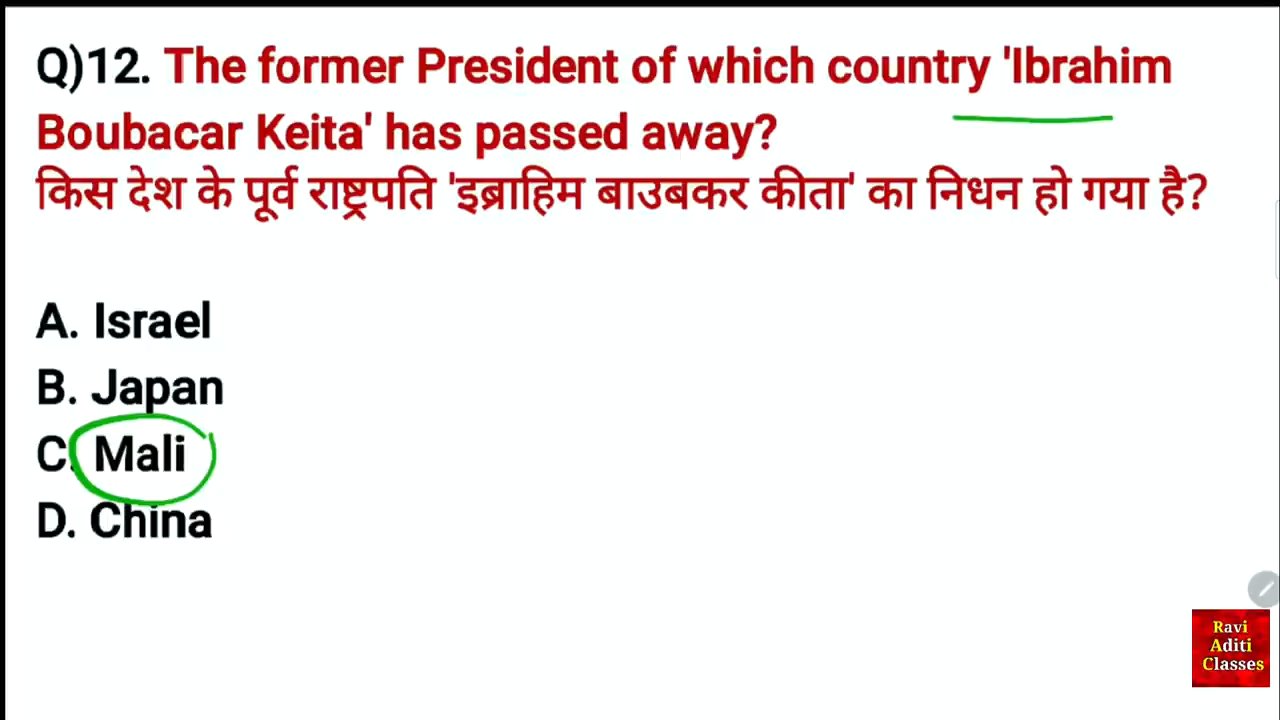 Q)12. The former President of which country 'Ibrahim
Boubacar Keita' has passed away?
किस देश के पूर्व राष्ट्रपति 'इब्राहिम बाउबकर कीता' का निधन हो गया है?
A. Israel
B. Japan
C. Mali
D. China
Ravi
Aditi
Classes